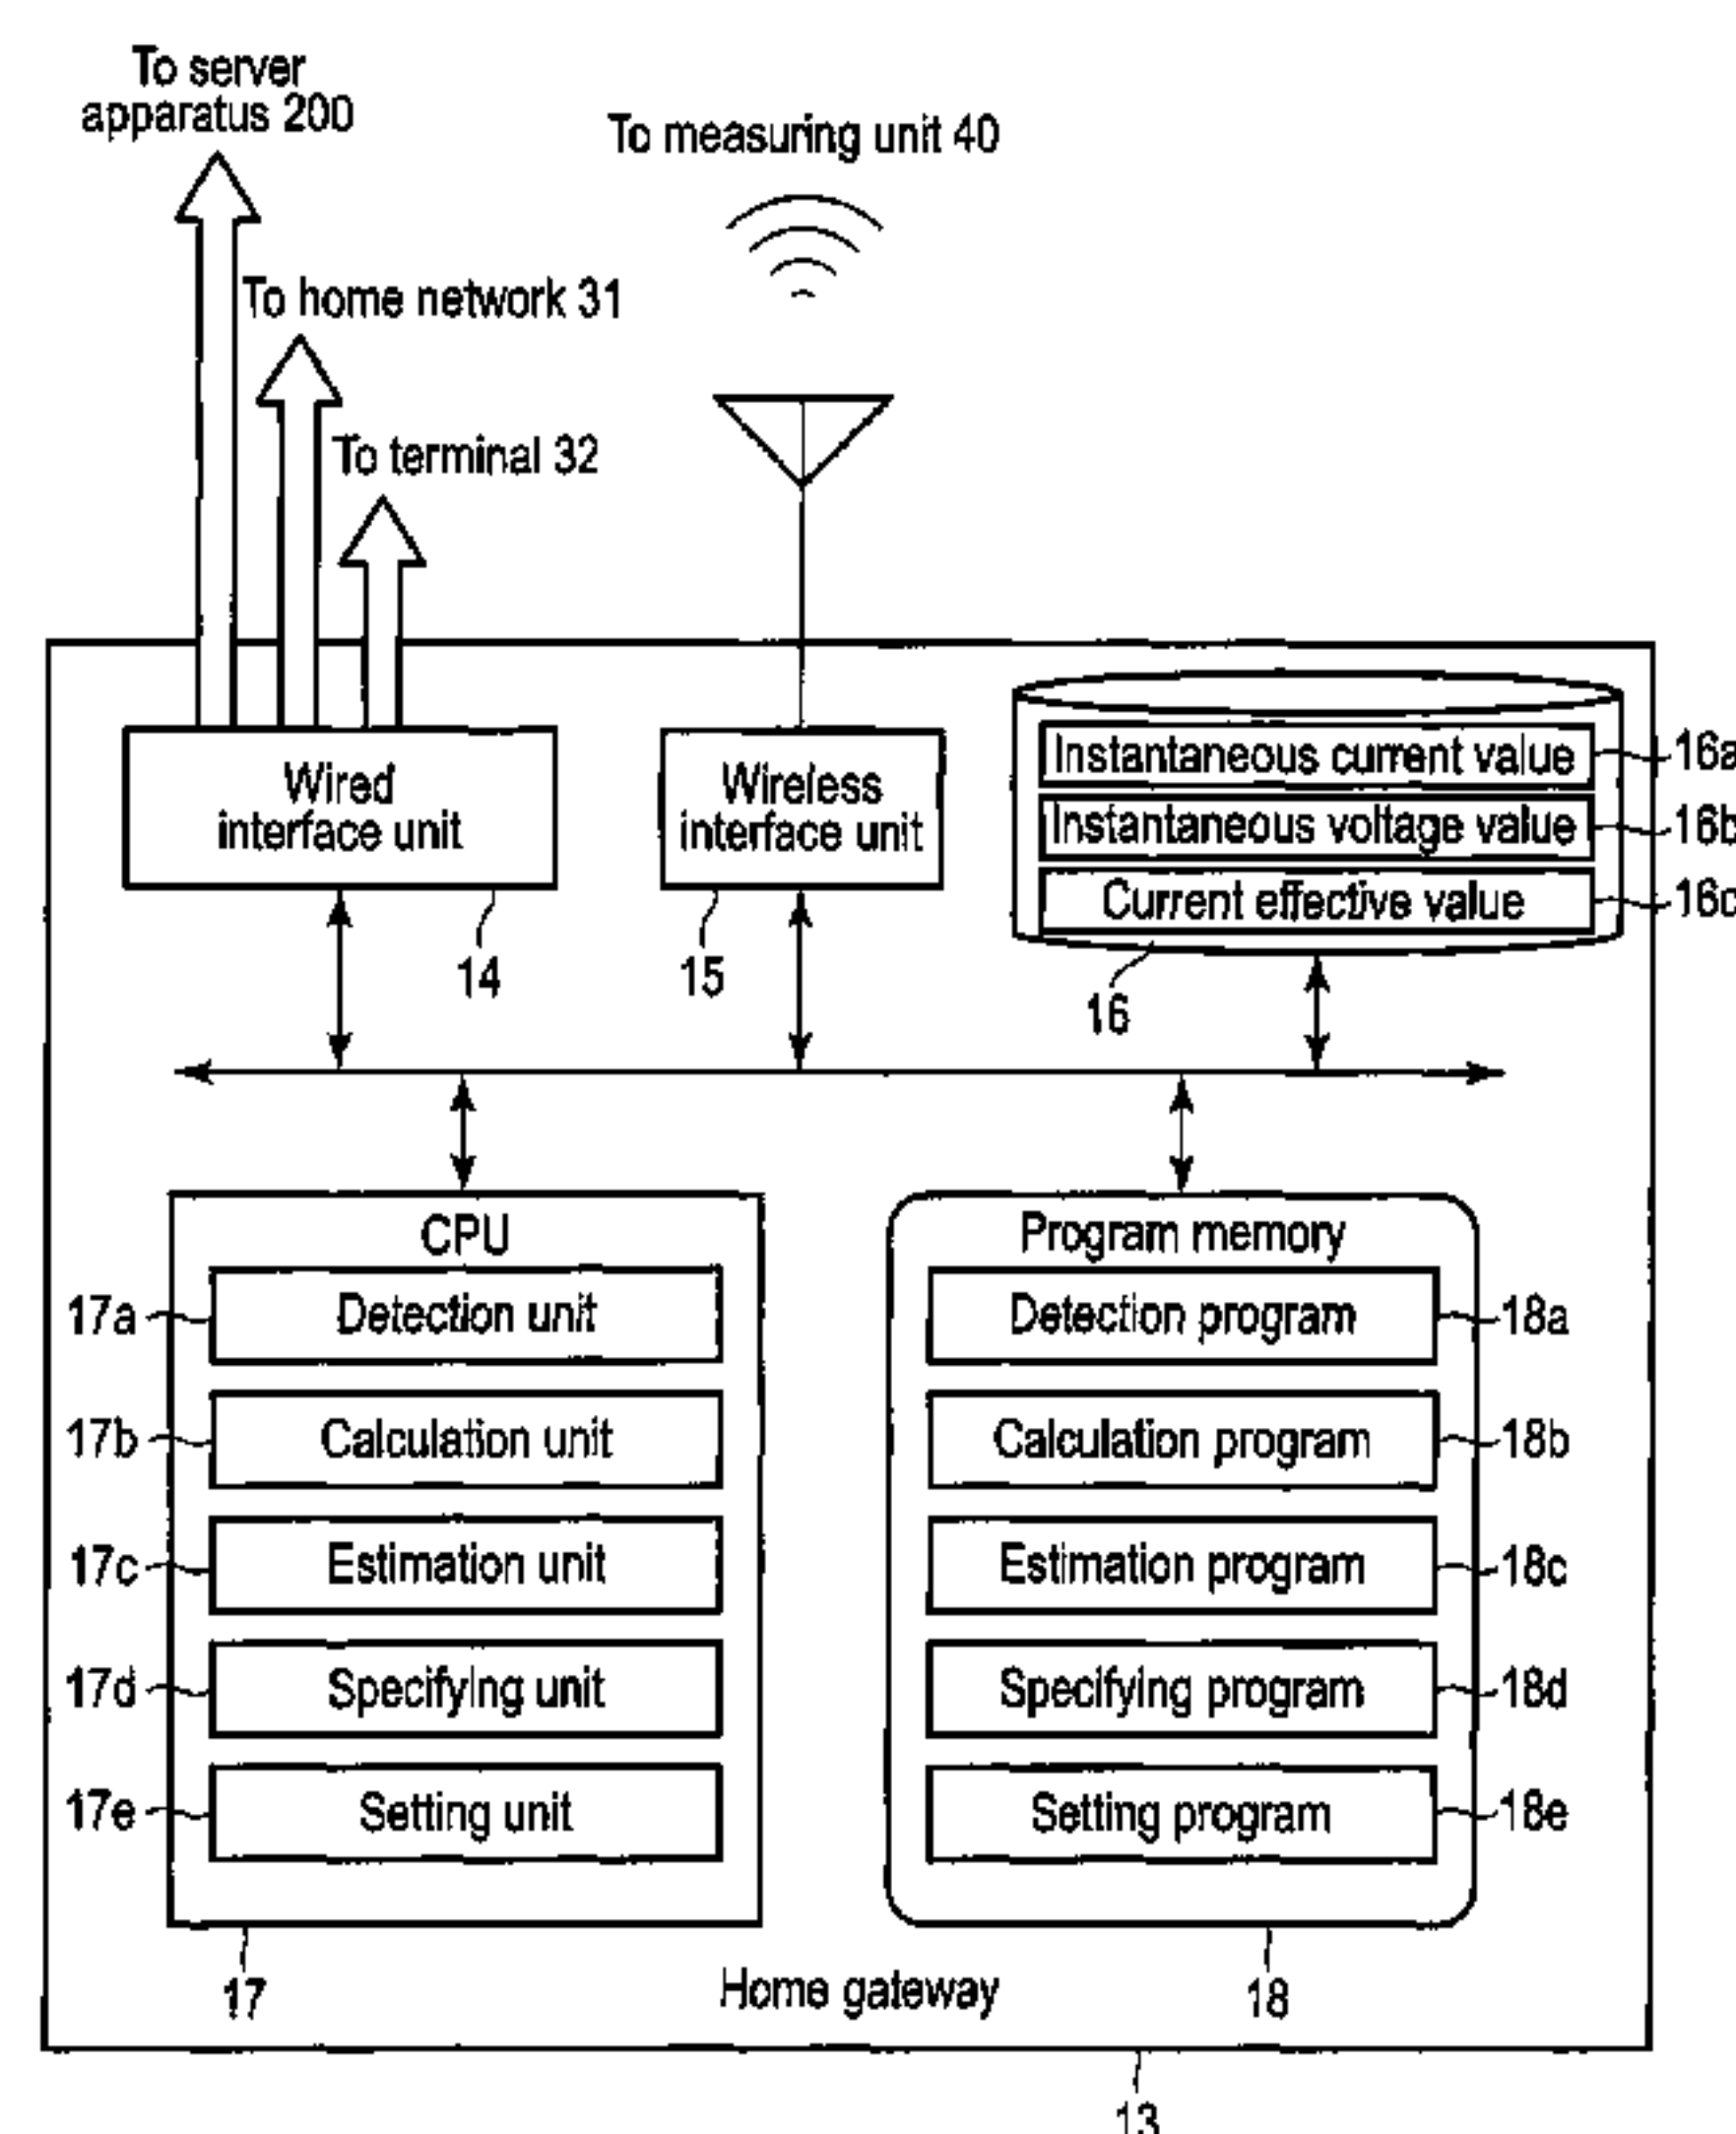 To server
apparatus 200
To measuring unit 40
To home network 31
To terminal 32
Wired
interface unit
Wireless
interface unit
Instantaneous current value
16a
Instantaneous voltage value
16b
Current effective value
16c
14
15
16
CPU
Program memory
17a
Detection unit
Detection program
18a
17b
Calculation unit
Calculation program
18b
17c
Estimation unit
Estimation program
18c
17d
Specifying unit
Specifying program
18d
17e
Setting unit
Setting program
18e
17
Home gateway
18
13